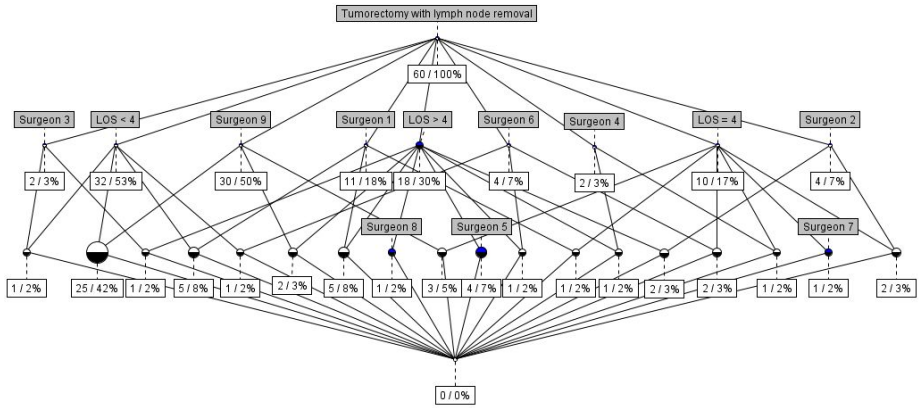 Tumorectomy with lymph node removal
60 / 100%
Surgeon 3
LOS < 4
Surgeon 9
Surgeon 1
LOS > 4
Surgeon 6
Surgeon 4
LOS = 4
Surgeon 2
2 / 3%
32 / 53%
30 / 50%
11 / 18%
18 / 30%
4 / 7%
2 / 3%
10 / 17%
4 / 7%
Surgeon 8
Surgeon 5
Surgeon 7
1 / 2%
25 / 42%
1 / 2%
5 / 8%
1 / 2%
2 / 3%
5 / 8%
1 / 2%
3 / 5%
4 / 7%
1 / 2%
1 / 2%
1 / 2%
2 / 3%
2 / 3%
1 / 2%
1 / 2%
2 / 3%
0 / 0%